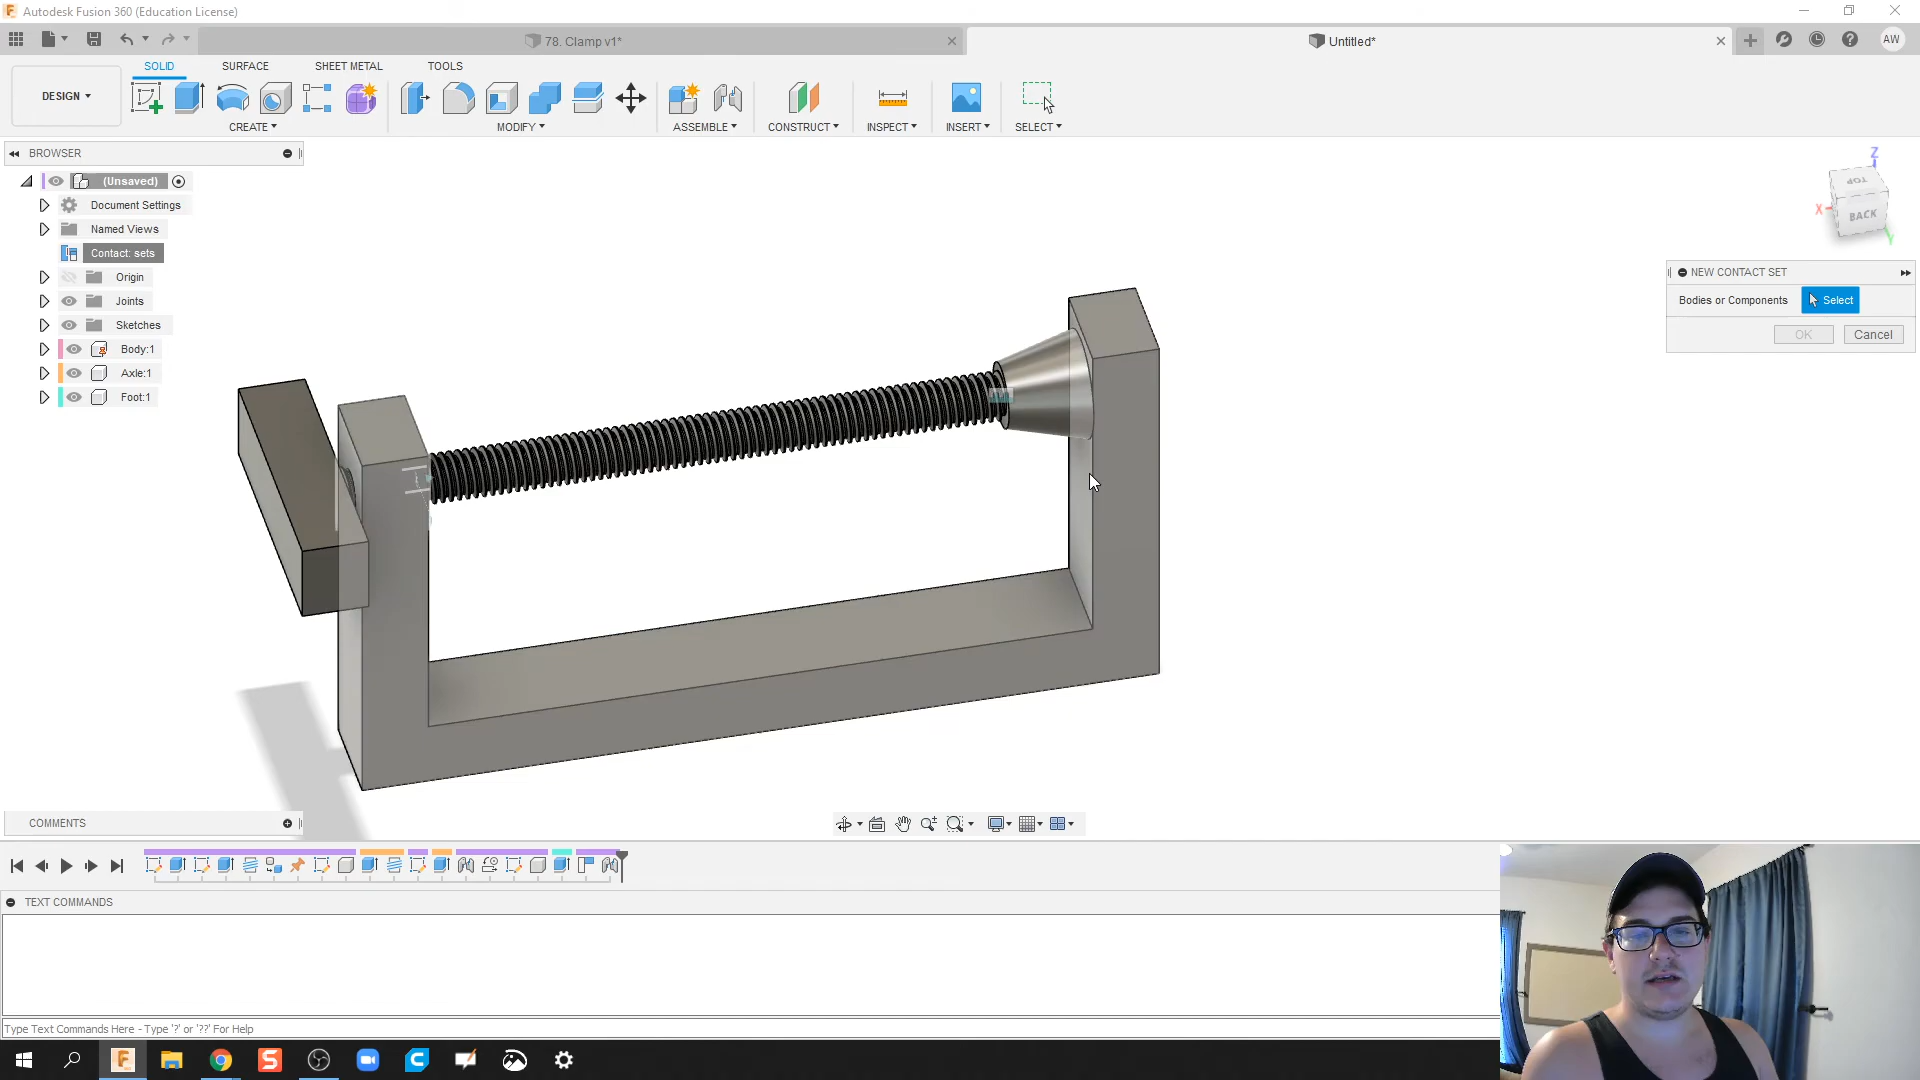 Autodesk Fusion 360 (Education License)
78. Clamp v1*
Untitled*
AW
DESIGN
SOLID
SURFACE
SHEET METAL
TOOLS
CREATE
MODIFY
ASSEMBLE
CONSTRUCT
INSPECT
INSERT
SELECT
BROWSER
(Unsaved)
Document Settings
Named Views
Contact: sets
Origin
Joints
Sketches
Body:1
Axle:1
Foot:1
Z
TOP
X
BACK
Y
NEW CONTACT SET
Bodies or Components
Select
OK
Cancel
COMMENTS
TEXT COMMANDS
Type Text Commands Here - Type '?' or '??' For Help